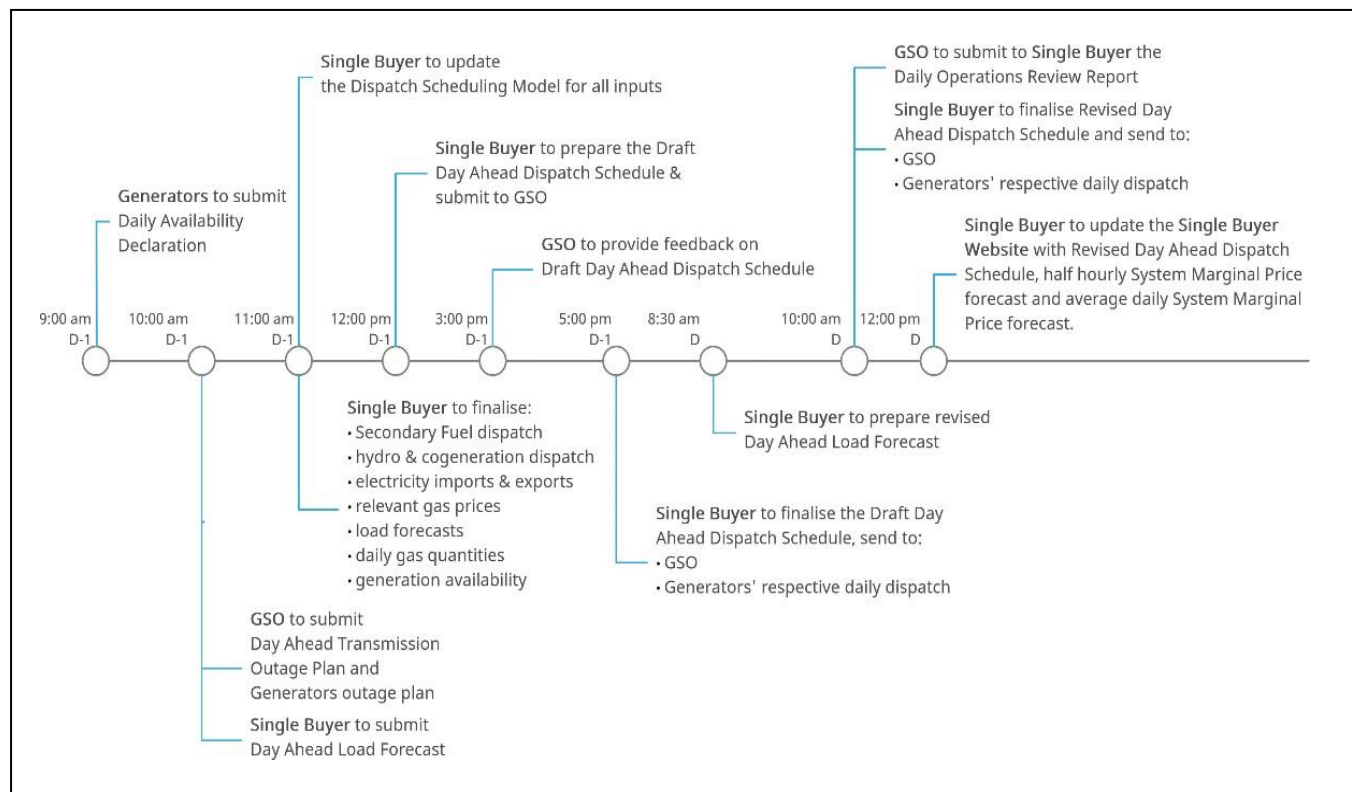 Single Buyer to update
the Dispatch Scheduling Model for all inputs
GSO to submit to Single Buyer the
Daily Operations Review Report
Single Buyer to finalise Revised Day
Ahead Dispatch Schedule and send to:
• GSO
• Generators' respective daily dispatch
Single Buyer to prepare the Draft
Day Ahead Dispatch Schedule &
submit to GSO
Generators to submit
Daily Availability
Declaration
GSO to provide feedback on
Draft Day Ahead Dispatch Schedule
Single Buyer to update the Single Buyer
Website with Revised Day Ahead Dispatch
Schedule, half hourly System Marginal Price
forecast and average daily System Marginal
Price forecast.
9:00 am
D-1
10:00 am
D-1
11:00 am
D-1
12:00 pm
D-1
3:00 pm
D-1
5:00 pm
D-1
8:30 am
D
10:00 am
D
12:00 pm
D
Single Buyer to finalise:
• Secondary Fuel dispatch
• hydro & cogeneration dispatch
• electricity imports & exports
• relevant gas prices
• load forecasts
• daily gas quantities
• generation availability
Single Buyer to prepare revised
Day Ahead Load Forecast
Single Buyer to finalise the Draft Day
Ahead Dispatch Schedule, send to:
• GSO
• Generators' respective daily dispatch
GSO to submit
Day Ahead Transmission
Outage Plan and
Generators outage plan
Single Buyer to submit
Day Ahead Load Forecast